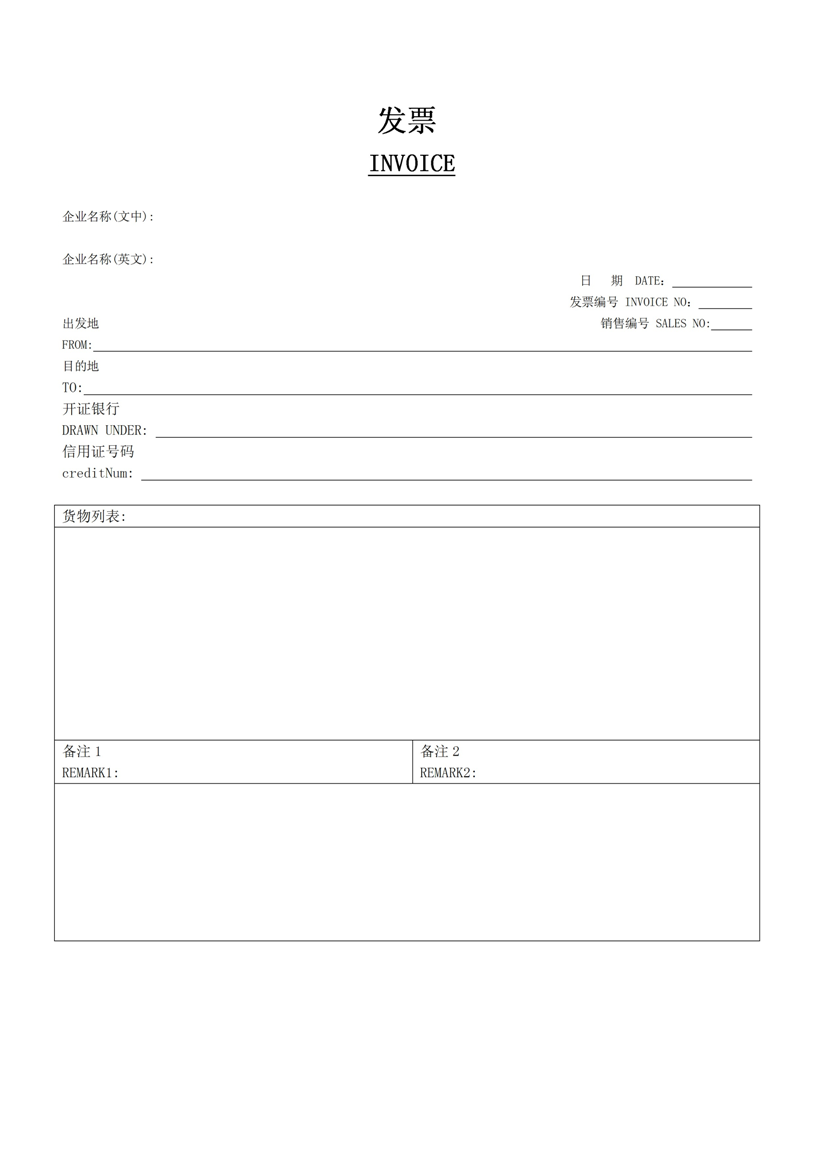 发票
INVOICE
企业名称(文中):
企业名称(英文):
日 期 DATE:
发票编号 INVOICE NO:
出发地 销售编号 SALES NO:
FROM:
目的地
TO:
开证银行
DRAWN UNDER:
信用证号码
creditNum:
货物列表:
备注 1 备注 2
REMARK1: REMARK2: